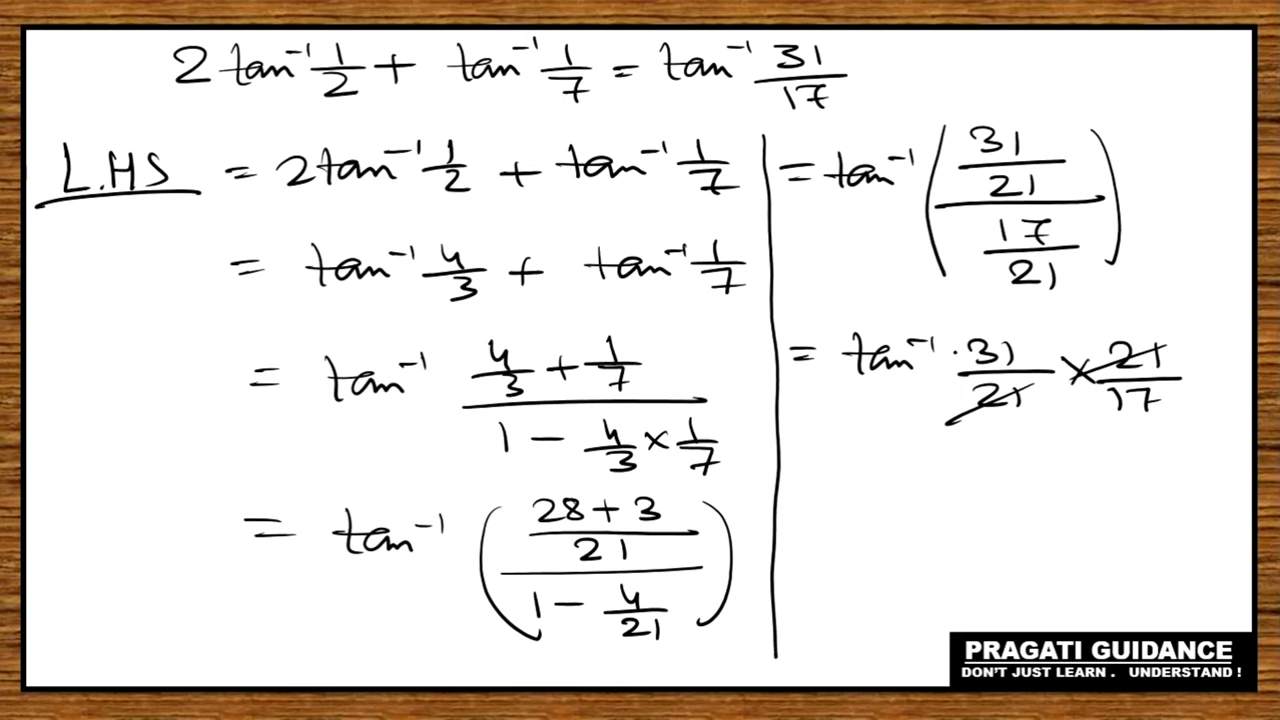 2 tan⁻¹ 1/2 + tan⁻¹ 1/7 = tan⁻¹ 31/17
L.HS = 2 tan⁻¹ 1/2 + tan⁻¹ 1/7
= tan⁻¹ 4/3 + tan⁻¹ 1/7
= tan⁻¹ (4/3 + 1/7)/(1 − 4/3 × 1/7)
= tan⁻¹ (((28 + 3)/21)/(1 − 4/21))
= tan⁻¹ ((31/21)/(17/21))
= tan⁻¹ · 31/21 × 21/17
PRAGATI GUIDANCE
DON'T JUST LEARN . UNDERSTAND !